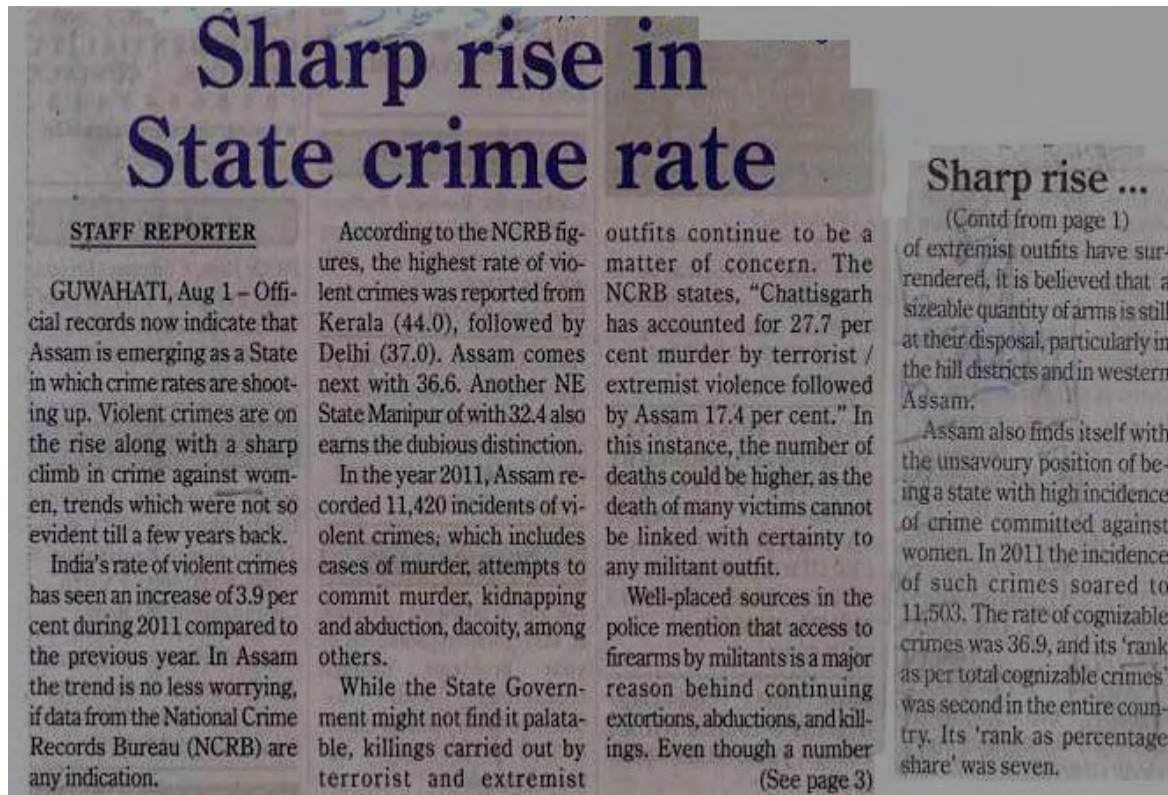 Sharp rise in
State crime rate
STAFF REPORTER
GUWAHATI, Aug 1 – Offi-
cial records now indicate that
Assam is emerging as a State
in which crime rates are shoot-
ing up. Violent crimes are on
the rise along with a sharp
climb in crime against wom-
en, trends which were not so
evident till a few years back.
India's rate of violent crimes
has seen an increase of 3.9 per
cent during 2011 compared to
the previous year. In Assam
the trend is no less worrying,
if data from the National Crime
Records Bureau (NCRB) are
any indication.
According to the NCRB fig-
ures, the highest rate of vio-
lent crimes was reported from
Kerala (44.0), followed by
Delhi (37.0). Assam comes
next with 36.6. Another NE
State Manipur of with 32.4 also
earns the dubious distinction.
In the year 2011, Assam re-
corded 11,420 incidents of vi-
olent crimes, which includes
cases of murder, attempts to
commit murder, kidnapping
and abduction, dacoity, among
others.
While the State Govern-
ment might not find it palata-
ble, killings carried out by
terrorist and extremist
outfits continue to be a
matter of concern. The
NCRB states, “Chattisgarh
has accounted for 27.7 per
cent murder by terrorist /
extremist violence followed
by Assam 17.4 per cent.” In
this instance, the number of
deaths could be higher, as the
death of many victims cannot
be linked with certainty to
any militant outfit.
Well-placed sources in the
police mention that access to
firearms by militants is a major
reason behind continuing
extortions, abductions, and kill-
ings. Even though a number
(See page 3)
Sharp rise ...
(Contd from page 1)
of extremist outfits have sur-
rendered, it is believed that a
sizeable quantity of arms is still
at their disposal, particularly in
the hill districts and in western
Assam.
Assam also finds itself with
the unsavoury position of be-
ing a state with high incidence
of crime committed against
women. In 2011 the incidence
of such crimes soared to
11,503. The rate of cognizable
crimes was 36.9, and its 'rank
as per total cognizable crimes'
was second in the entire coun-
try. Its 'rank as percentage
share' was seven.